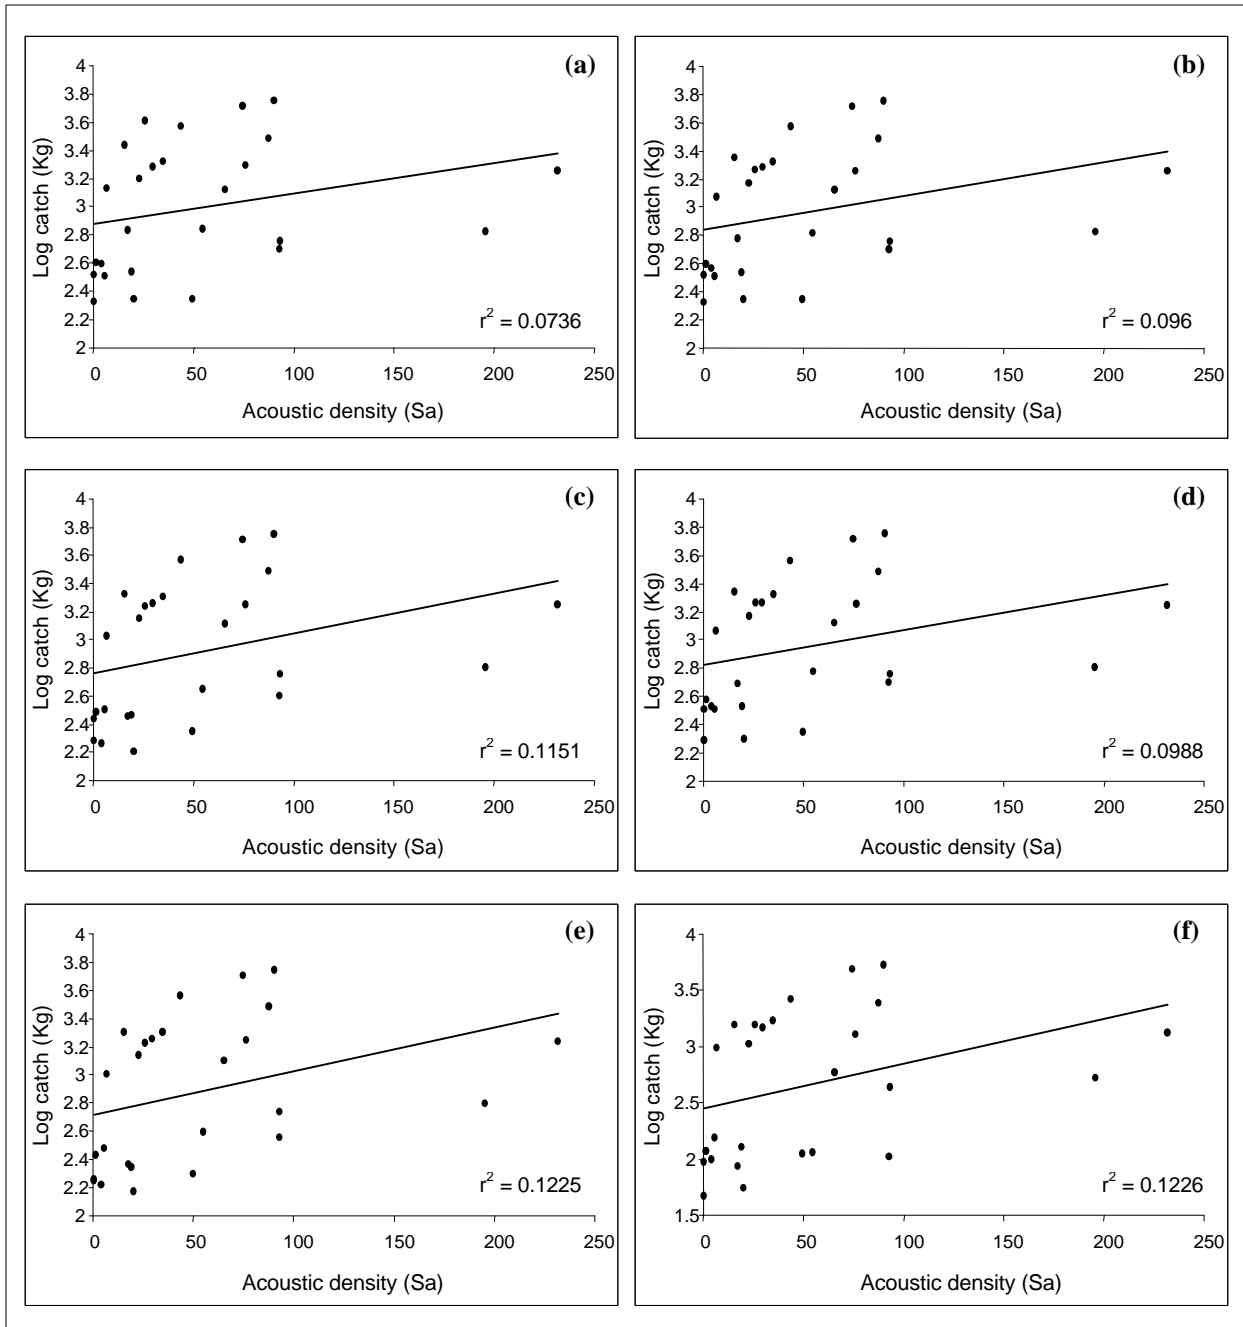 (a)
4
3.8
3.6
3.4
3.2
3
2.8
2.6
2.4
2.2
2
Log catch (Kg)
r² = 0.0736
0 50 100 150 200 250
Acoustic density (Sa)
(b)
4
3.8
3.6
3.4
3.2
3
2.8
2.6
2.4
2.2
2
Log catch (Kg)
r² = 0.096
0 50 100 150 200 250
Acoustic density (Sa)
(c)
4
3.8
3.6
3.4
3.2
3
2.8
2.6
2.4
2.2
2
Log catch (Kg)
r² = 0.1151
0 50 100 150 200 250
Acoustic density (Sa)
(d)
4
3.8
3.6
3.4
3.2
3
2.8
2.6
2.4
2.2
2
Log catch (Kg)
r² = 0.0988
0 50 100 150 200 250
Acoustic density (Sa)
(e)
4
3.8
3.6
3.4
3.2
3
2.8
2.6
2.4
2.2
2
Log catch (Kg)
r² = 0.1225
0 50 100 150 200 250
Acoustic density (Sa)
(f)
4
3.5
3
2.5
2
1.5
Log catch (Kg)
r² = 0.1226
0 50 100 150 200 250
Acoustic density (Sa)